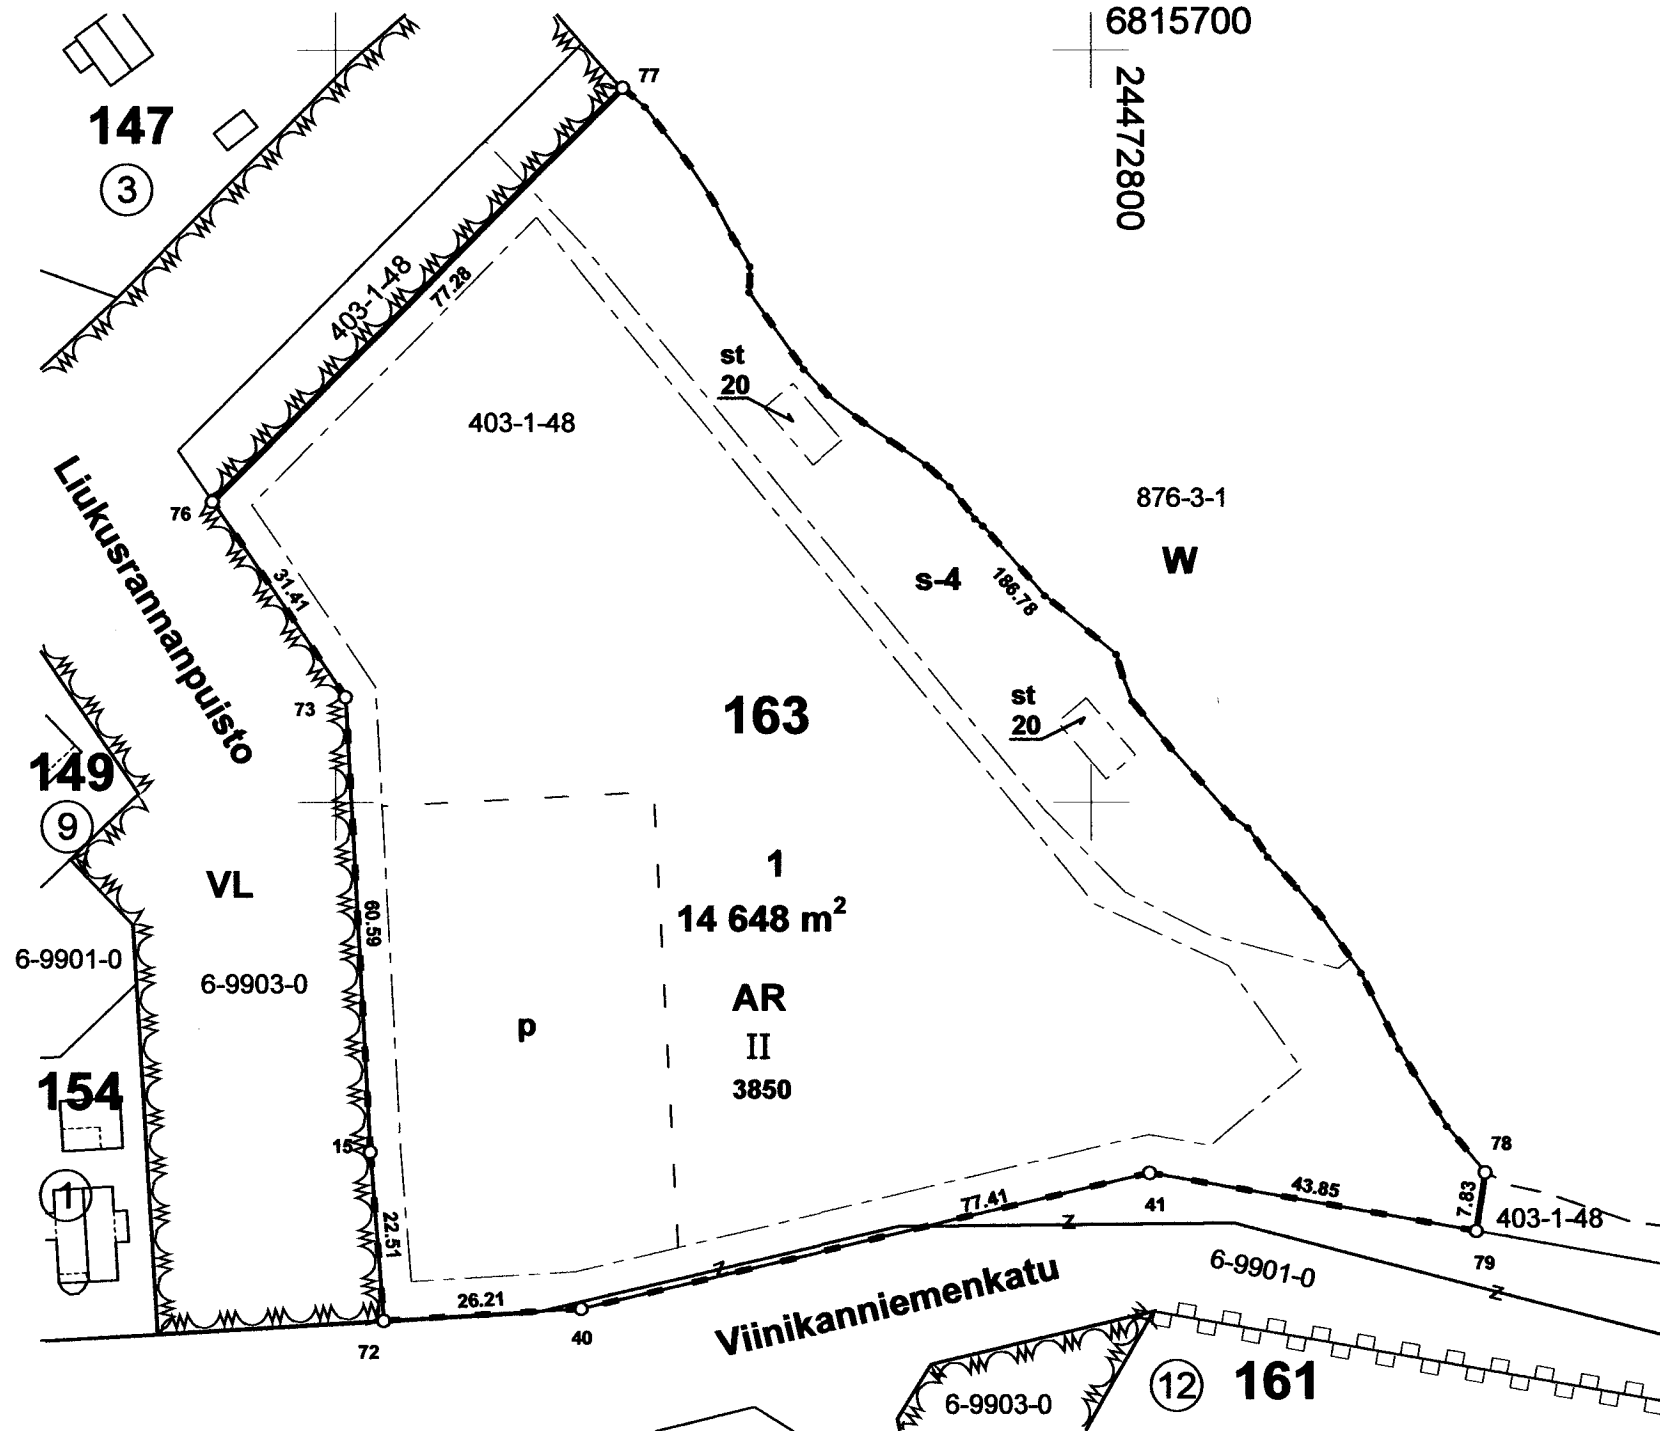 6815700
24472800
77
147
3
403-1-48
77.28
st
20
403-1-48
876-3-1
W
Liukusrannanpuisto
76
31.41
s-4
186.78
73
163
st
20
149
9
VL
60.59
1
14 648 m²
6-9901-0
6-9903-0
AR
II
3850
p
154
15
1
22.51
78
7.83
403-1-48
43.85
41
77.41
z
z
79
6-9901-0
z
26.21
40
72
Viinikanniemenkatu
12
161
6-9903-0